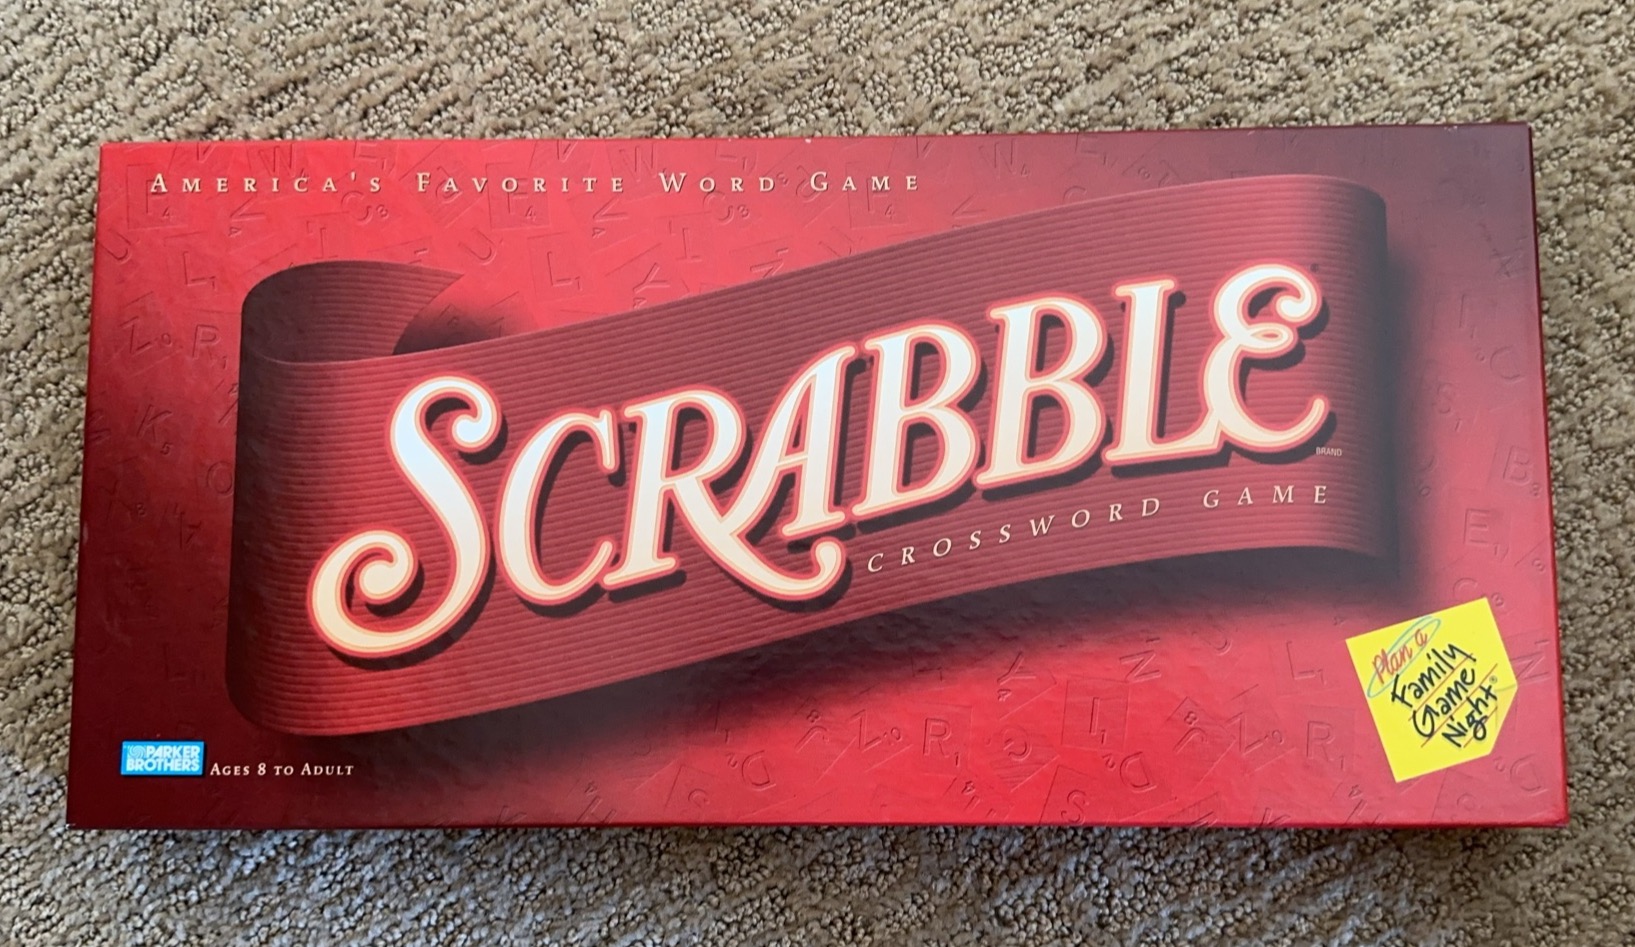 AMERICA'S FAVORITE WORD GAME
SCRABBLE
BRAND
CROSSWORD GAME
Plan a
Family
Game
Night®
PARKER
BROTHERS
AGES 8 TO ADULT